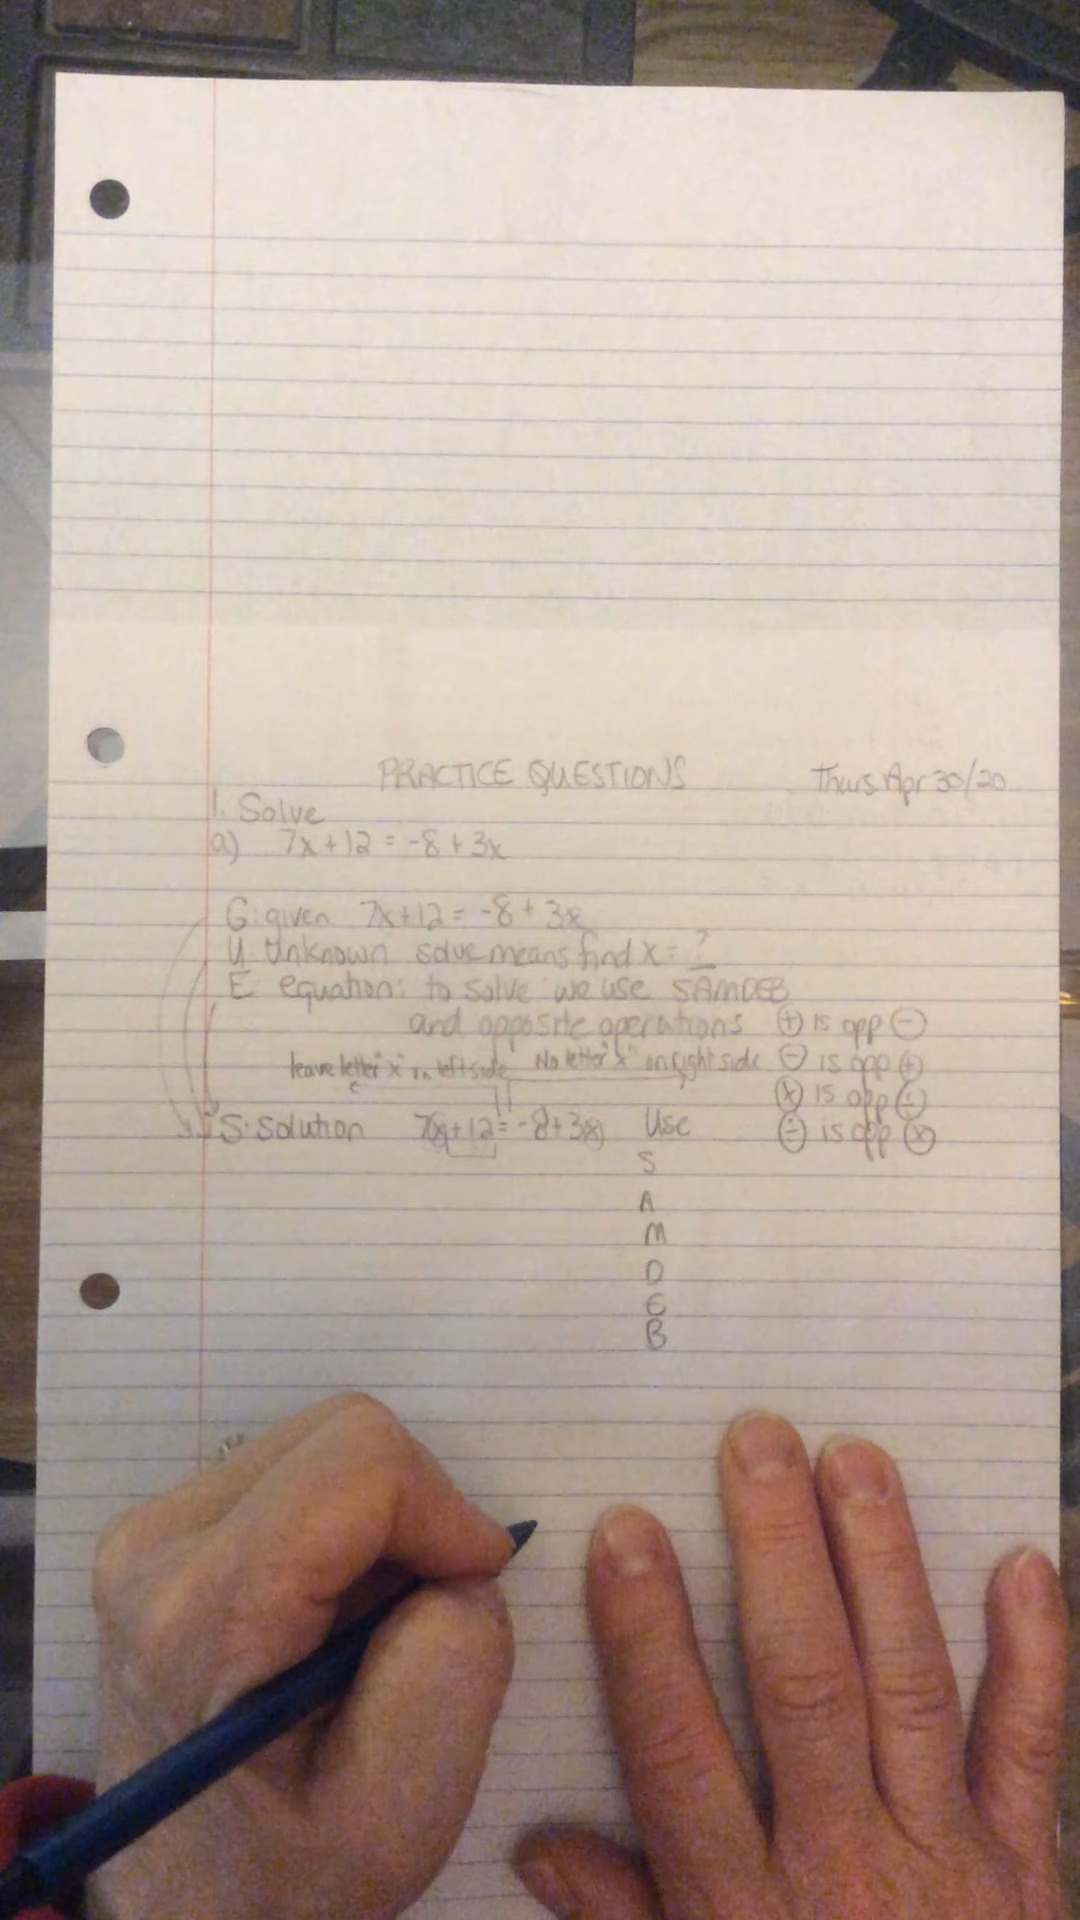 PRACTICE QUESTIONS Thurs Apr 30/20
1. Solve
a) 7x + 12 = -8 + 3x
G: given 7x + 12 = -8 + 3x
U: Unknown solve means find x = ?
E: equation: to solve we use SAMDEB
and opposite operations (+) is opp (-)
leave letter "x" in left side No letter "x" on right side (-) is opp (+)
(x) is opp (÷)
S: Solution 7x + 12 = -8 + 3x Use (÷) is opp (x)
S
A
M
D
E
B